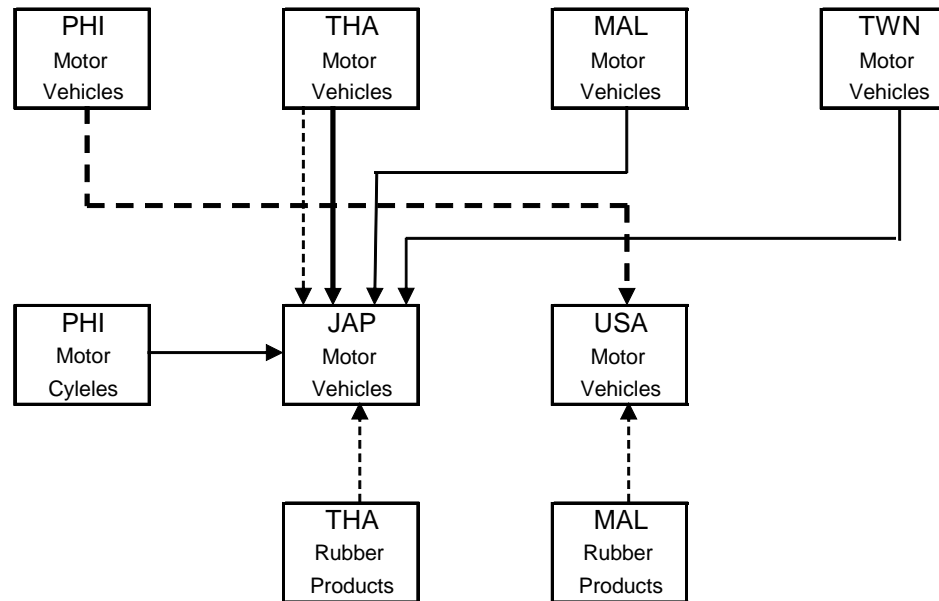 PHI
Motor
Vehicles
THA
Motor
Vehicles
MAL
Motor
Vehicles
TWN
Motor
Vehicles
PHI
Motor
Cyleles
JAP
Motor
Vehicles
USA
Motor
Vehicles
THA
Rubber
Products
MAL
Rubber
Products